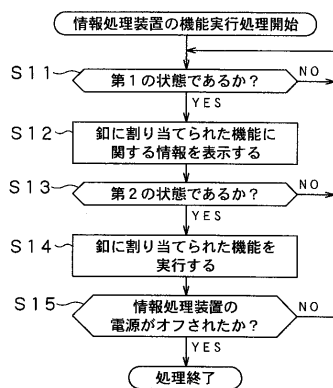 情報処理装置の機能実行処理開始
S11
第1の状態であるか?
NO
YES
S12
釦に割り当てられた機能に
関する情報を表示する
S13
第2の状態であるか?
NO
YES
S14
釦に割り当てられた機能を
実行する
S15
情報処理装置の
電源がオフされたか?
NO
YES
処理終了